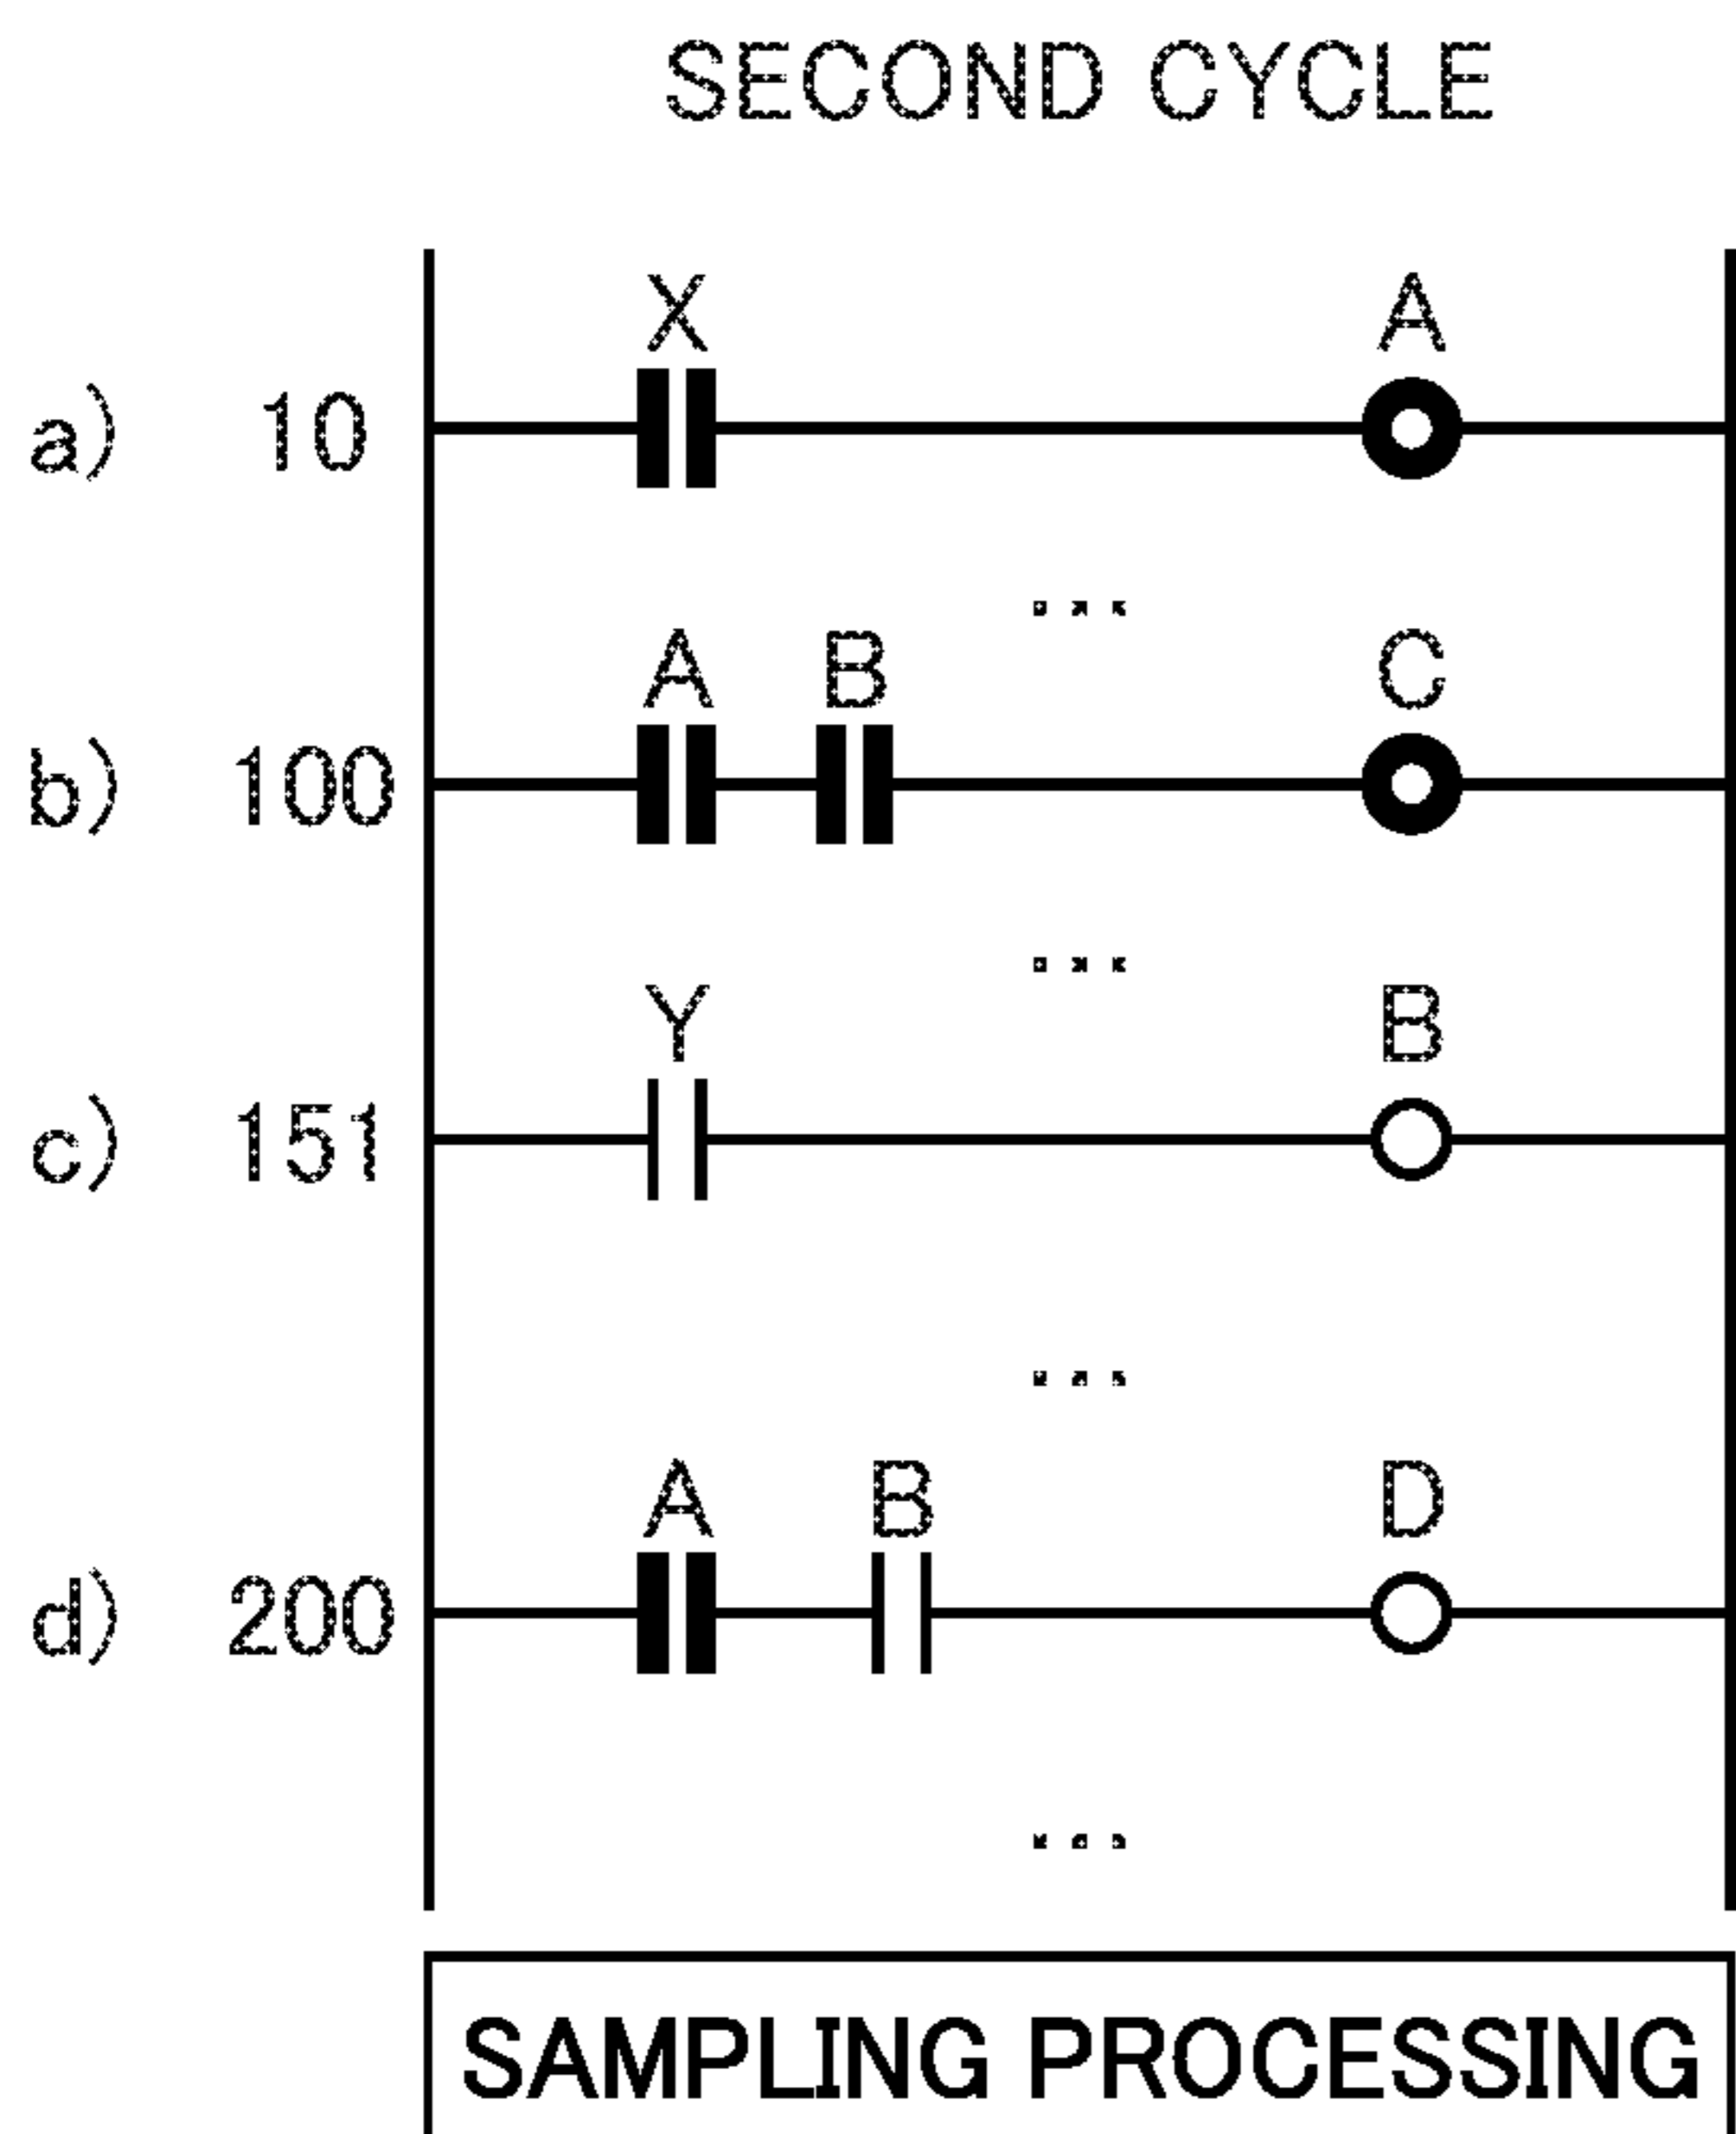 SECOND CYCLE
X A
a) 10
...
A B C
b) 100
...
Y B
c) 151
...
A B D
d) 200
...
SAMPLING PROCESSING